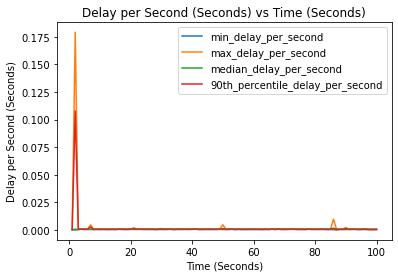 Delay per Second (Seconds) vs Time (Seconds)
min_delay_per_second
max_delay_per_second
median_delay_per_second
90th_percentile_delay_per_second
Delay per Second (Seconds)
0.175
0.150
0.125
0.100
0.075
0.050
0.025
0.000
0 20 40 60 80 100
Time (Seconds)